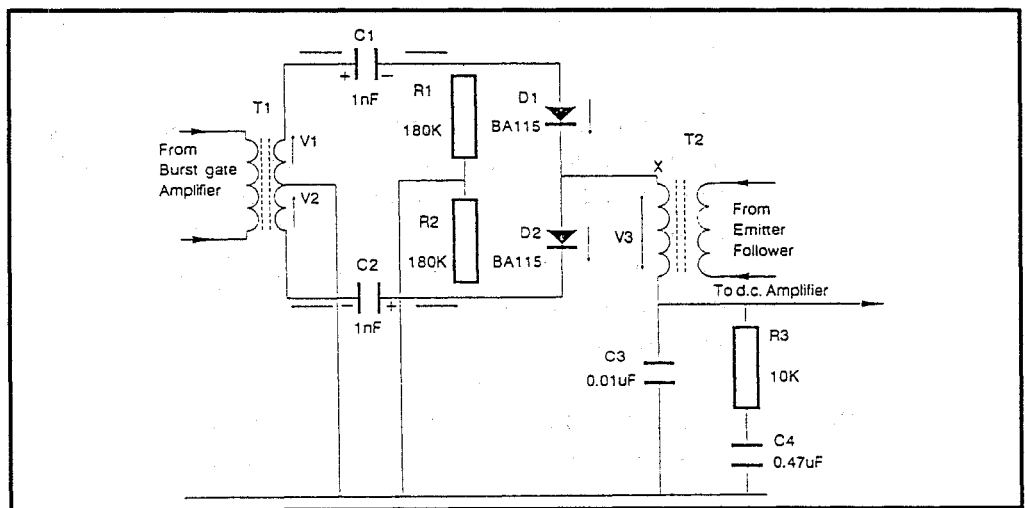 C1
+ −
1nF
R1
180K
D1
BA115
T1
V1
V2
From
Burst gate
Amplifier
T2
X
R2
180K
D2
BA115
V3
From
Emitter
Follower
C2
− +
1nF
To d.c. Amplifier
C3
0.01uF
R3
10K
C4
0.47uF